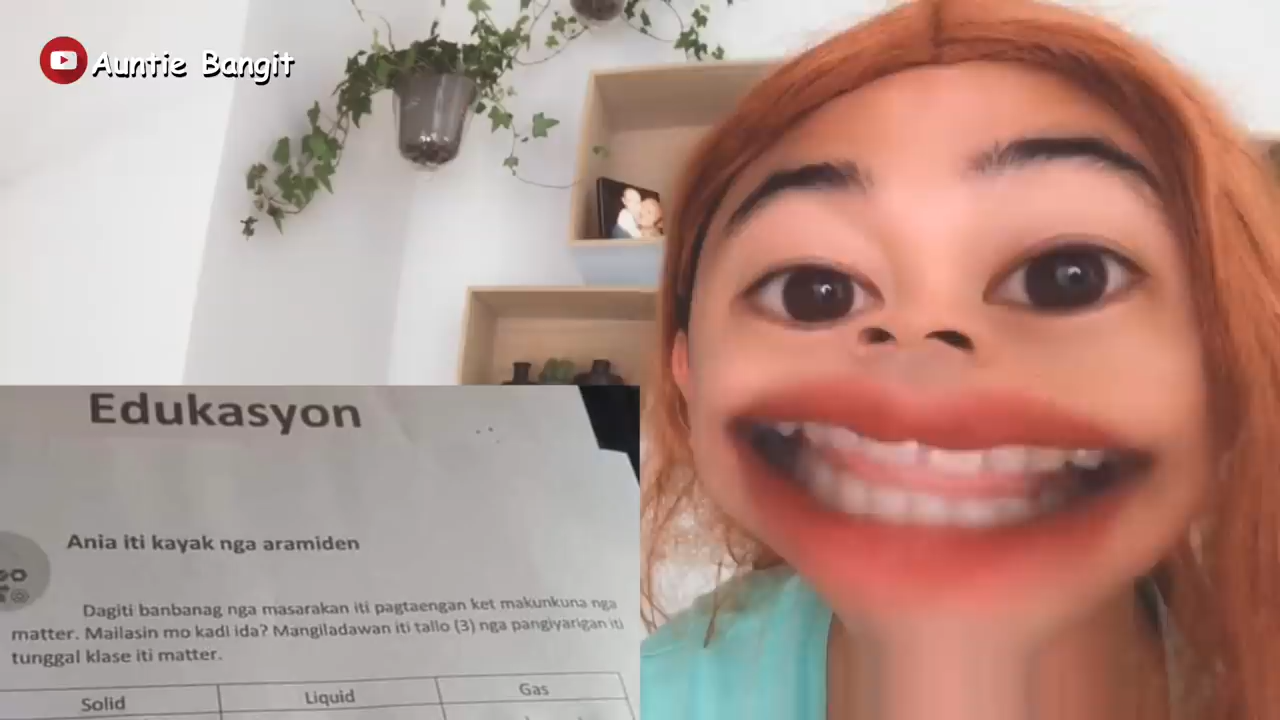 Auntie Bangit
Edukasyon
Ania iti kayak nga aramiden
Dagiti banbanag nga masarakan iti pagtaengan ket makunkuna nga
matter. Mailasin mo kadi ida? Mangiladawan iti tallo (3) nga pangiyarigan iti
tunggal klase iti matter.
Solid Liquid Gas